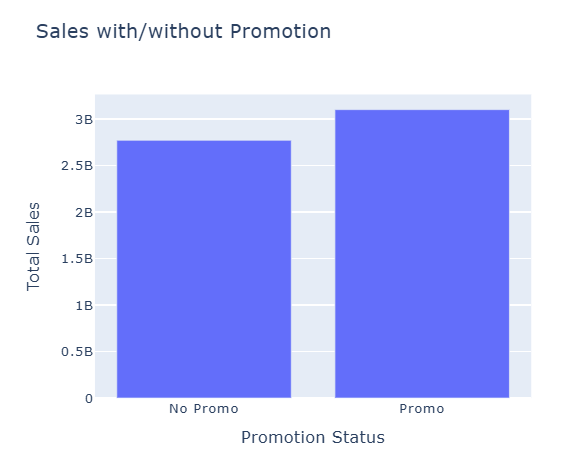 Sales with/without Promotion
3B
2.5B
2B
1.5B
1B
0.5B
0
Total Sales
No Promo
Promo
Promotion Status